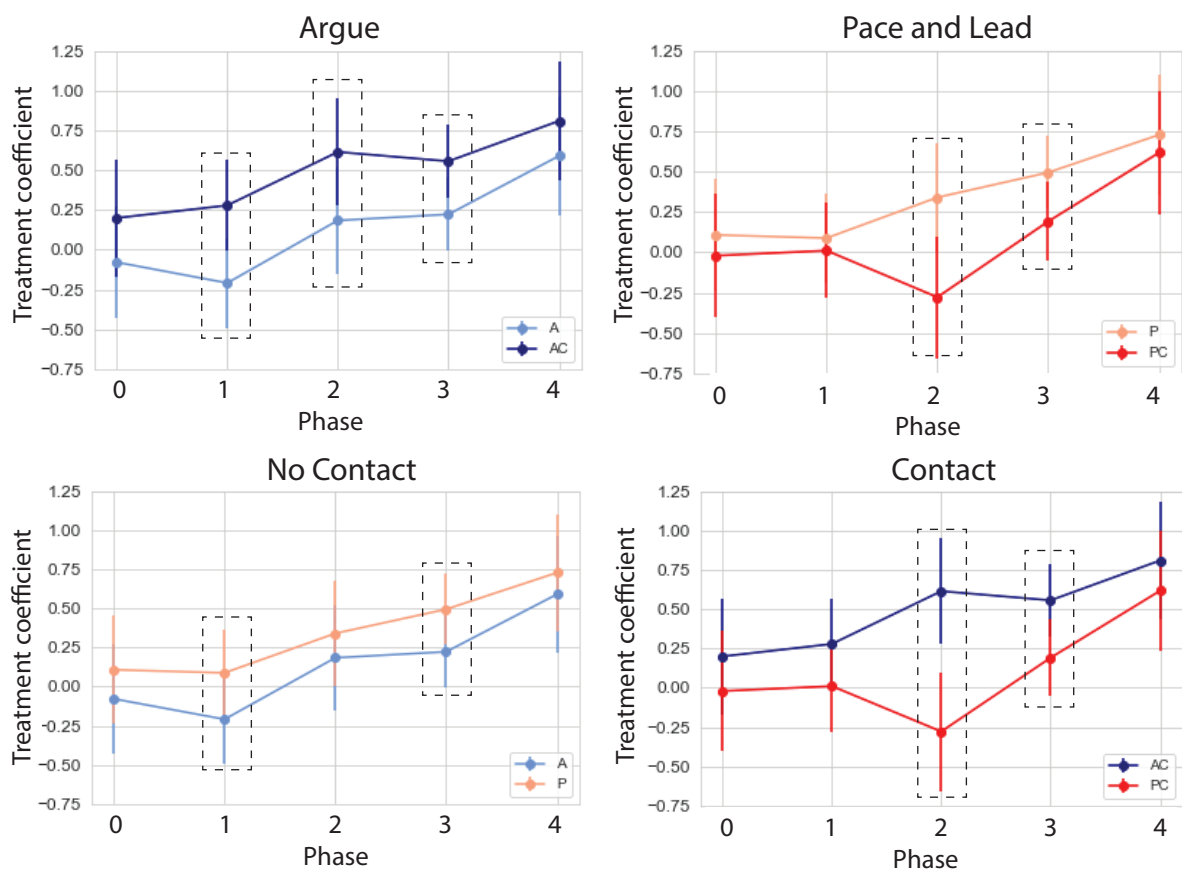 Argue
Treatment coefficient
1.25
1.00
0.75
0.50
0.25
0.00
−0.25
−0.50
−0.75
A
AC
0 1 2 3 4
Phase
Pace and Lead
Treatment coefficient
1.25
1.00
0.75
0.50
0.25
0.00
−0.25
−0.50
−0.75
P
PC
0 1 2 3 4
Phase
No Contact
Treatment coefficient
1.25
1.00
0.75
0.50
0.25
0.00
−0.25
−0.50
−0.75
A
P
0 1 2 3 4
Phase
Contact
Treatment coefficient
1.25
1.00
0.75
0.50
0.25
0.00
−0.25
−0.50
−0.75
AC
PC
0 1 2 3 4
Phase